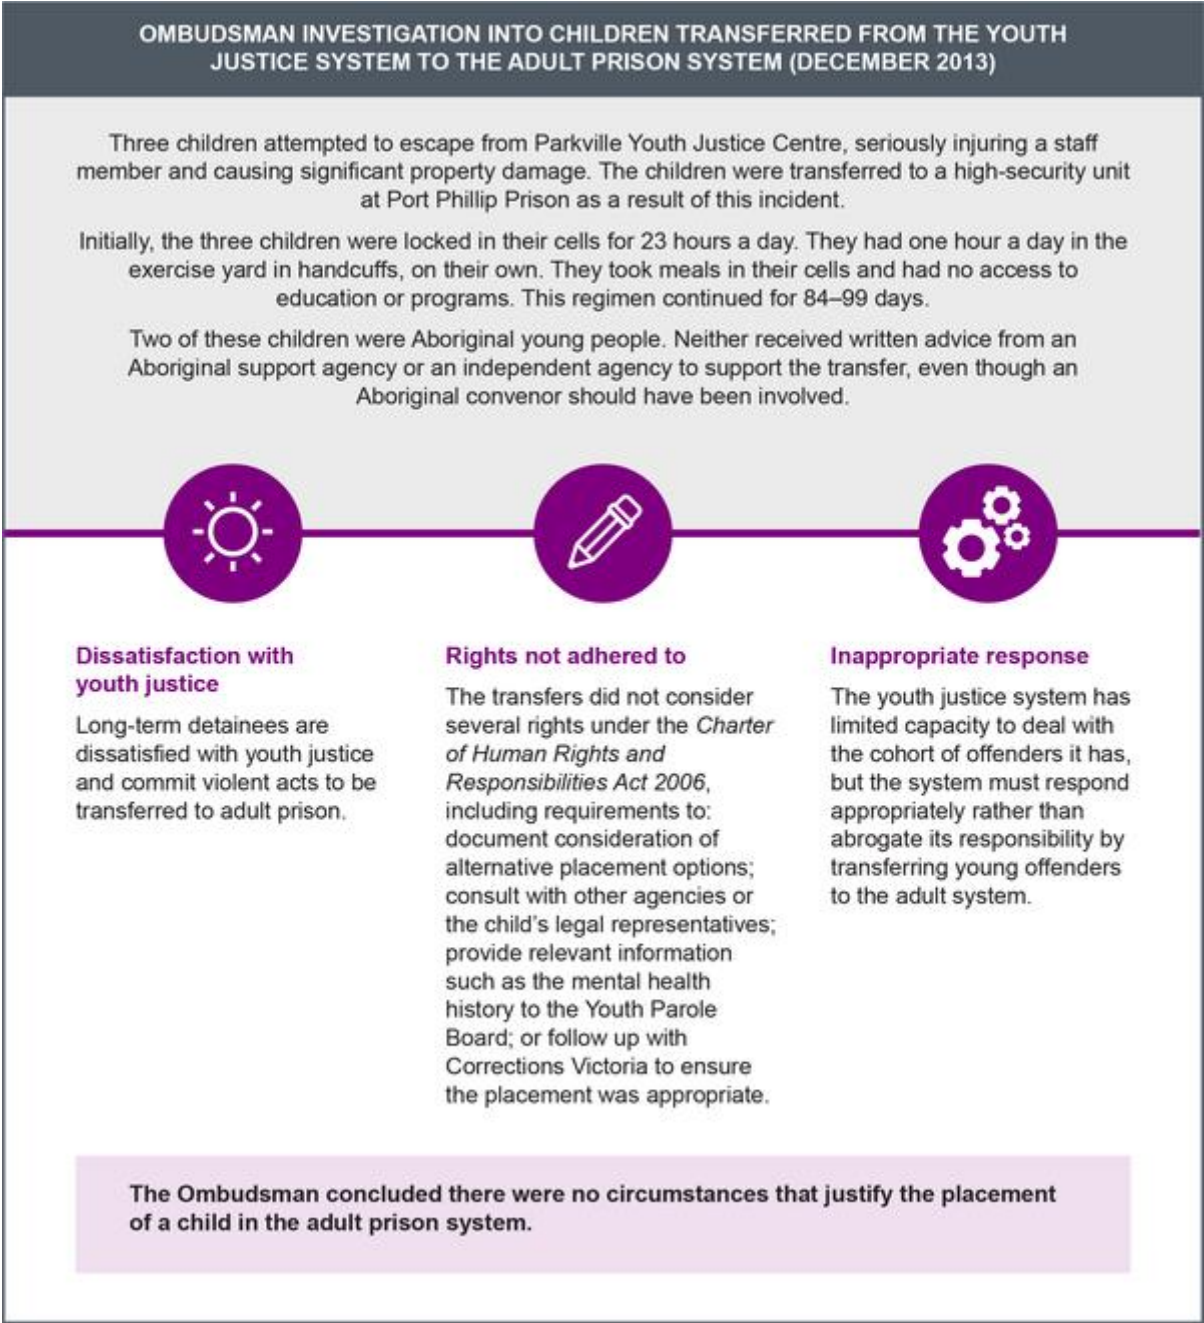 OMBUDSMAN INVESTIGATION INTO CHILDREN TRANSFERRED FROM THE YOUTH
JUSTICE SYSTEM TO THE ADULT PRISON SYSTEM (DECEMBER 2013)
Three children attempted to escape from Parkville Youth Justice Centre, seriously injuring a staff
member and causing significant property damage. The children were transferred to a high-security unit
at Port Phillip Prison as a result of this incident.
Initially, the three children were locked in their cells for 23 hours a day. They had one hour a day in the
exercise yard in handcuffs, on their own. They took meals in their cells and had no access to
education or programs. This regimen continued for 84–99 days.
Two of these children were Aboriginal young people. Neither received written advice from an
Aboriginal support agency or an independent agency to support the transfer, even though an
Aboriginal convenor should have been involved.
Dissatisfaction with
youth justice
Long-term detainees are
dissatisfied with youth justice
and commit violent acts to be
transferred to adult prison.
Rights not adhered to
The transfers did not consider
several rights under the Charter
of Human Rights and
Responsibilities Act 2006,
including requirements to:
document consideration of
alternative placement options;
consult with other agencies or
the child's legal representatives;
provide relevant information
such as the mental health
history to the Youth Parole
Board; or follow up with
Corrections Victoria to ensure
the placement was appropriate.
Inappropriate response
The youth justice system has
limited capacity to deal with
the cohort of offenders it has,
but the system must respond
appropriately rather than
abrogate its responsibility by
transferring young offenders
to the adult system.
The Ombudsman concluded there were no circumstances that justify the placement
of a child in the adult prison system.